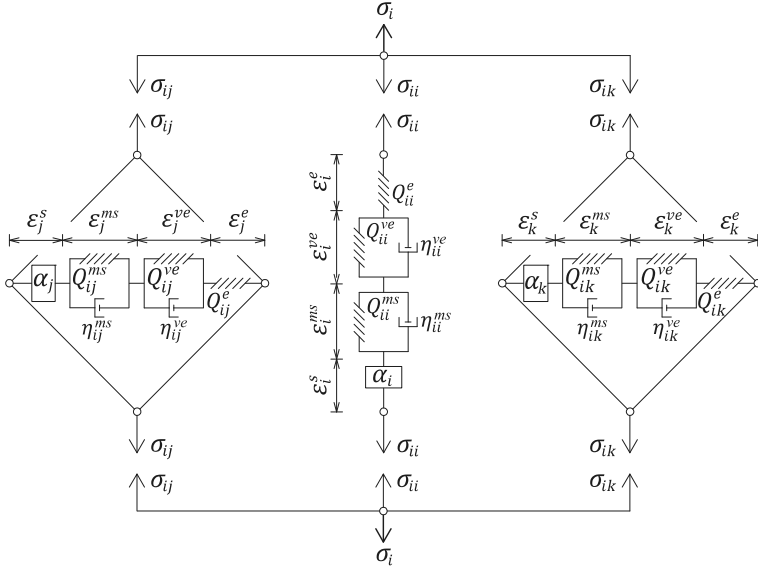 σ_i
σ_ij σ_ii σ_ik
σ_ij σ_ii σ_ik
ε_j^s ε_j^ms ε_j^ve ε_j^e
α_j Q_ij^ms Q_ij^ve Q_ij^e
η_ij^ms η_ij^ve
ε_i^e Q_ii^e
ε_i^ve Q_ii^ve η_ii^ve
ε_i^ms Q_ii^ms η_ii^ms
ε_i^s α_i
ε_k^s ε_k^ms ε_k^ve ε_k^e
α_k Q_ik^ms Q_ik^ve Q_ik^e
η_ik^ms η_ik^ve
σ_ij σ_ii σ_ik
σ_ij σ_ii σ_ik
σ_i